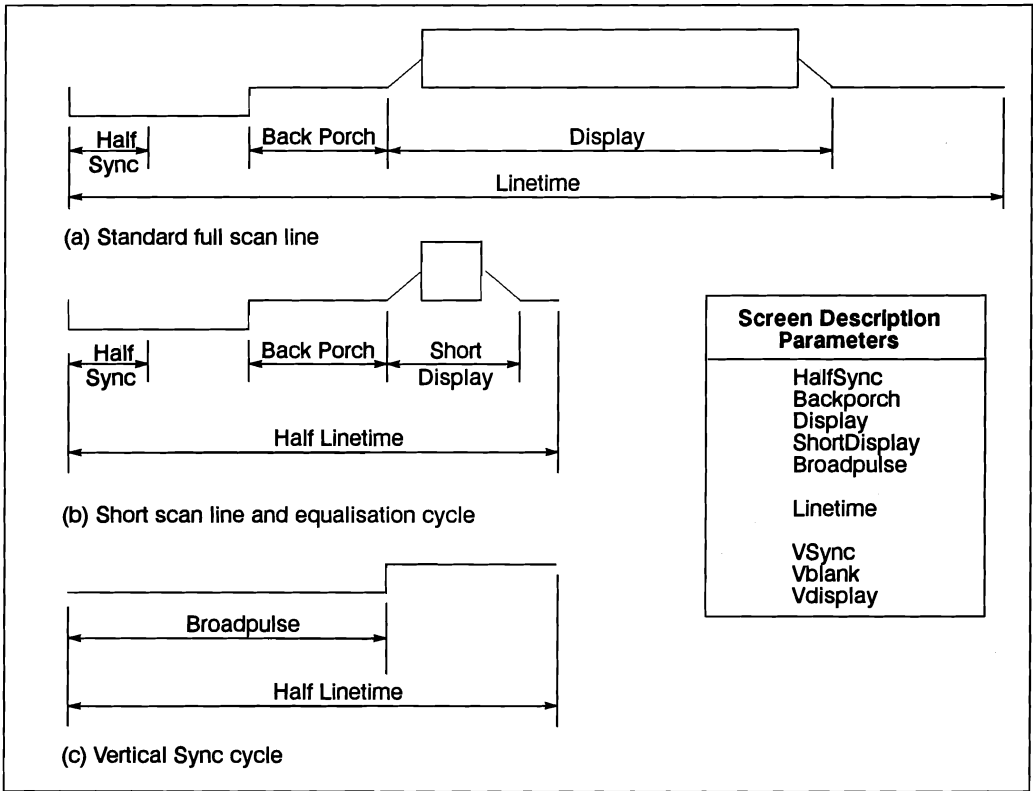 Half
Sync
Back Porch
Display
Linetime
(a) Standard full scan line
Half
Sync
Back Porch
Short
Display
Half Linetime
(b) Short scan line and equalisation cycle
Broadpulse
Half Linetime
(c) Vertical Sync cycle
Screen Description
Parameters
HalfSync
Backporch
Display
ShortDisplay
Broadpulse
Linetime
VSync
Vblank
Vdisplay